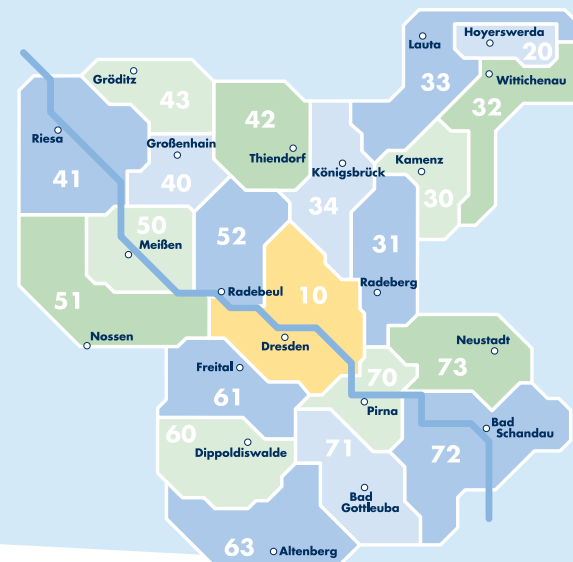 Hoyerswerda
20
Lauta
33
Wittichenau
32
Gröditz
43
42
Thiendorf
Riesa
41
Großenhain
40
Königsbrück
34
Kamenz
30
50
Meißen
52
31
Radeberg
51
Nossen
Radebeul
10
Dresden
Neustadt
73
Freital
61
70
Pirna
60
Dippoldiswalde
71
Bad
Gottleuba
72
Bad
Schandau
63
Altenberg